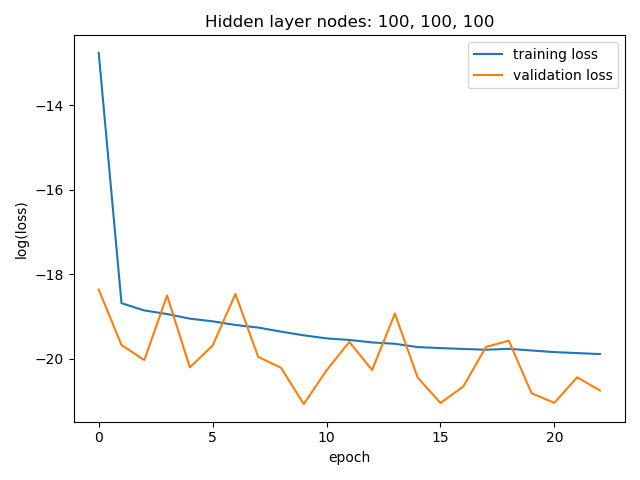 Hidden layer nodes: 100, 100, 100
training loss
validation loss
−14
−16
−18
−20
log(loss)
0 5 10 15 20
epoch